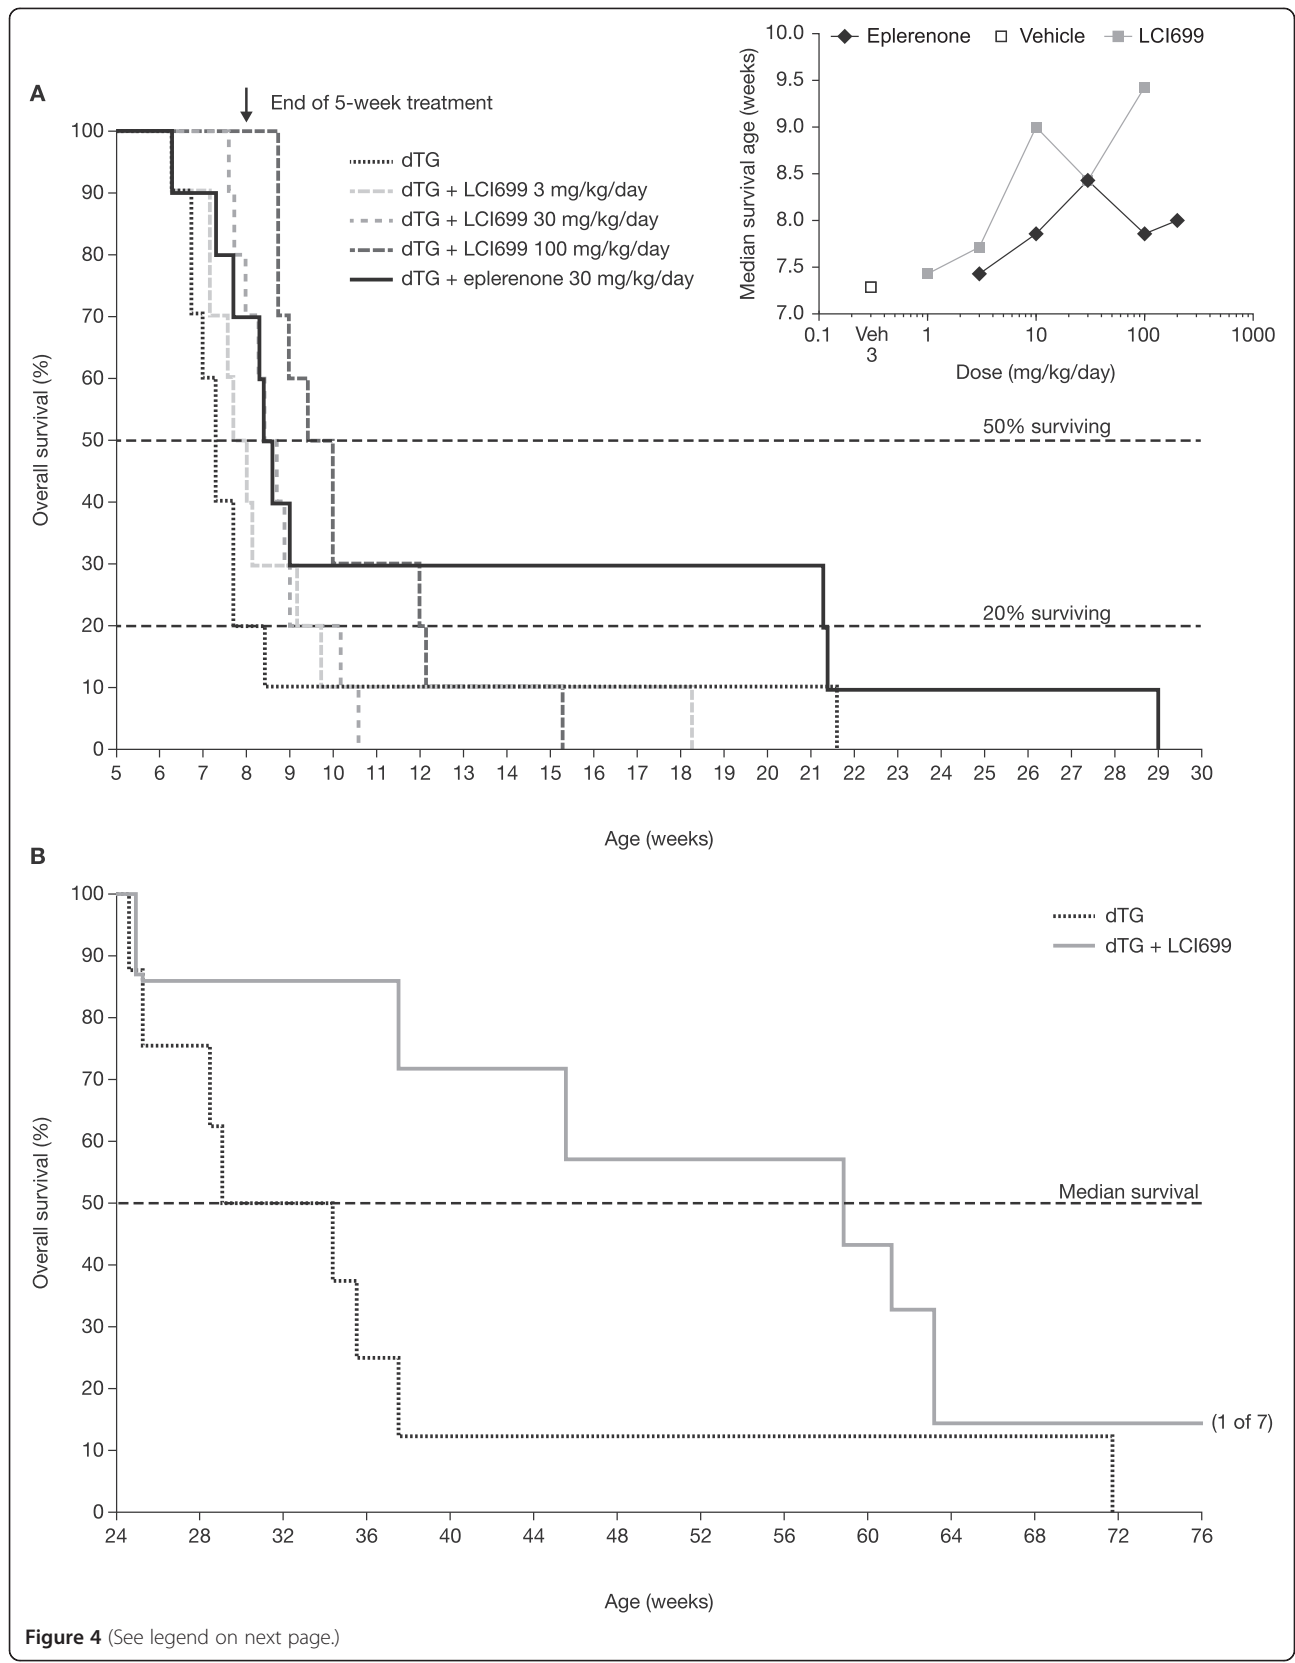 A
End of 5-week treatment
dTG
dTG + LCI699 3 mg/kg/day
dTG + LCI699 30 mg/kg/day
dTG + LCI699 100 mg/kg/day
dTG + eplerenone 30 mg/kg/day
Overall survival (%)
100
90
80
70
60
50
40
30
20
10
0
50% surviving
20% surviving
5 6 7 8 9 10 11 12 13 14 15 16 17 18 19 20 21 22 23 24 25 26 27 28 29 30
Age (weeks)
Eplerenone Vehicle LCI699
Median survival age (weeks)
10.0
9.5
9.0
8.5
8.0
7.5
7.0
0.1 Veh 1 10 100 1000
3
Dose (mg/kg/day)
B
dTG
dTG + LCI699
Overall survival (%)
100
90
80
70
60
50
40
30
20
10
0
Median survival
(1 of 7)
24 28 32 36 40 44 48 52 56 60 64 68 72 76
Age (weeks)
Figure 4 (See legend on next page.)